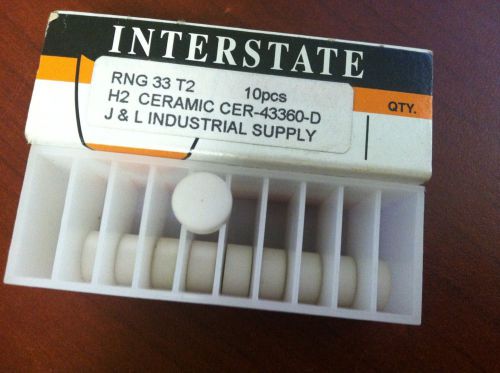 INTERSTATE
RNG 33 T2 10pcs
H2 CERAMIC CER-43360-D
J & L INDUSTRIAL SUPPLY
QTY.